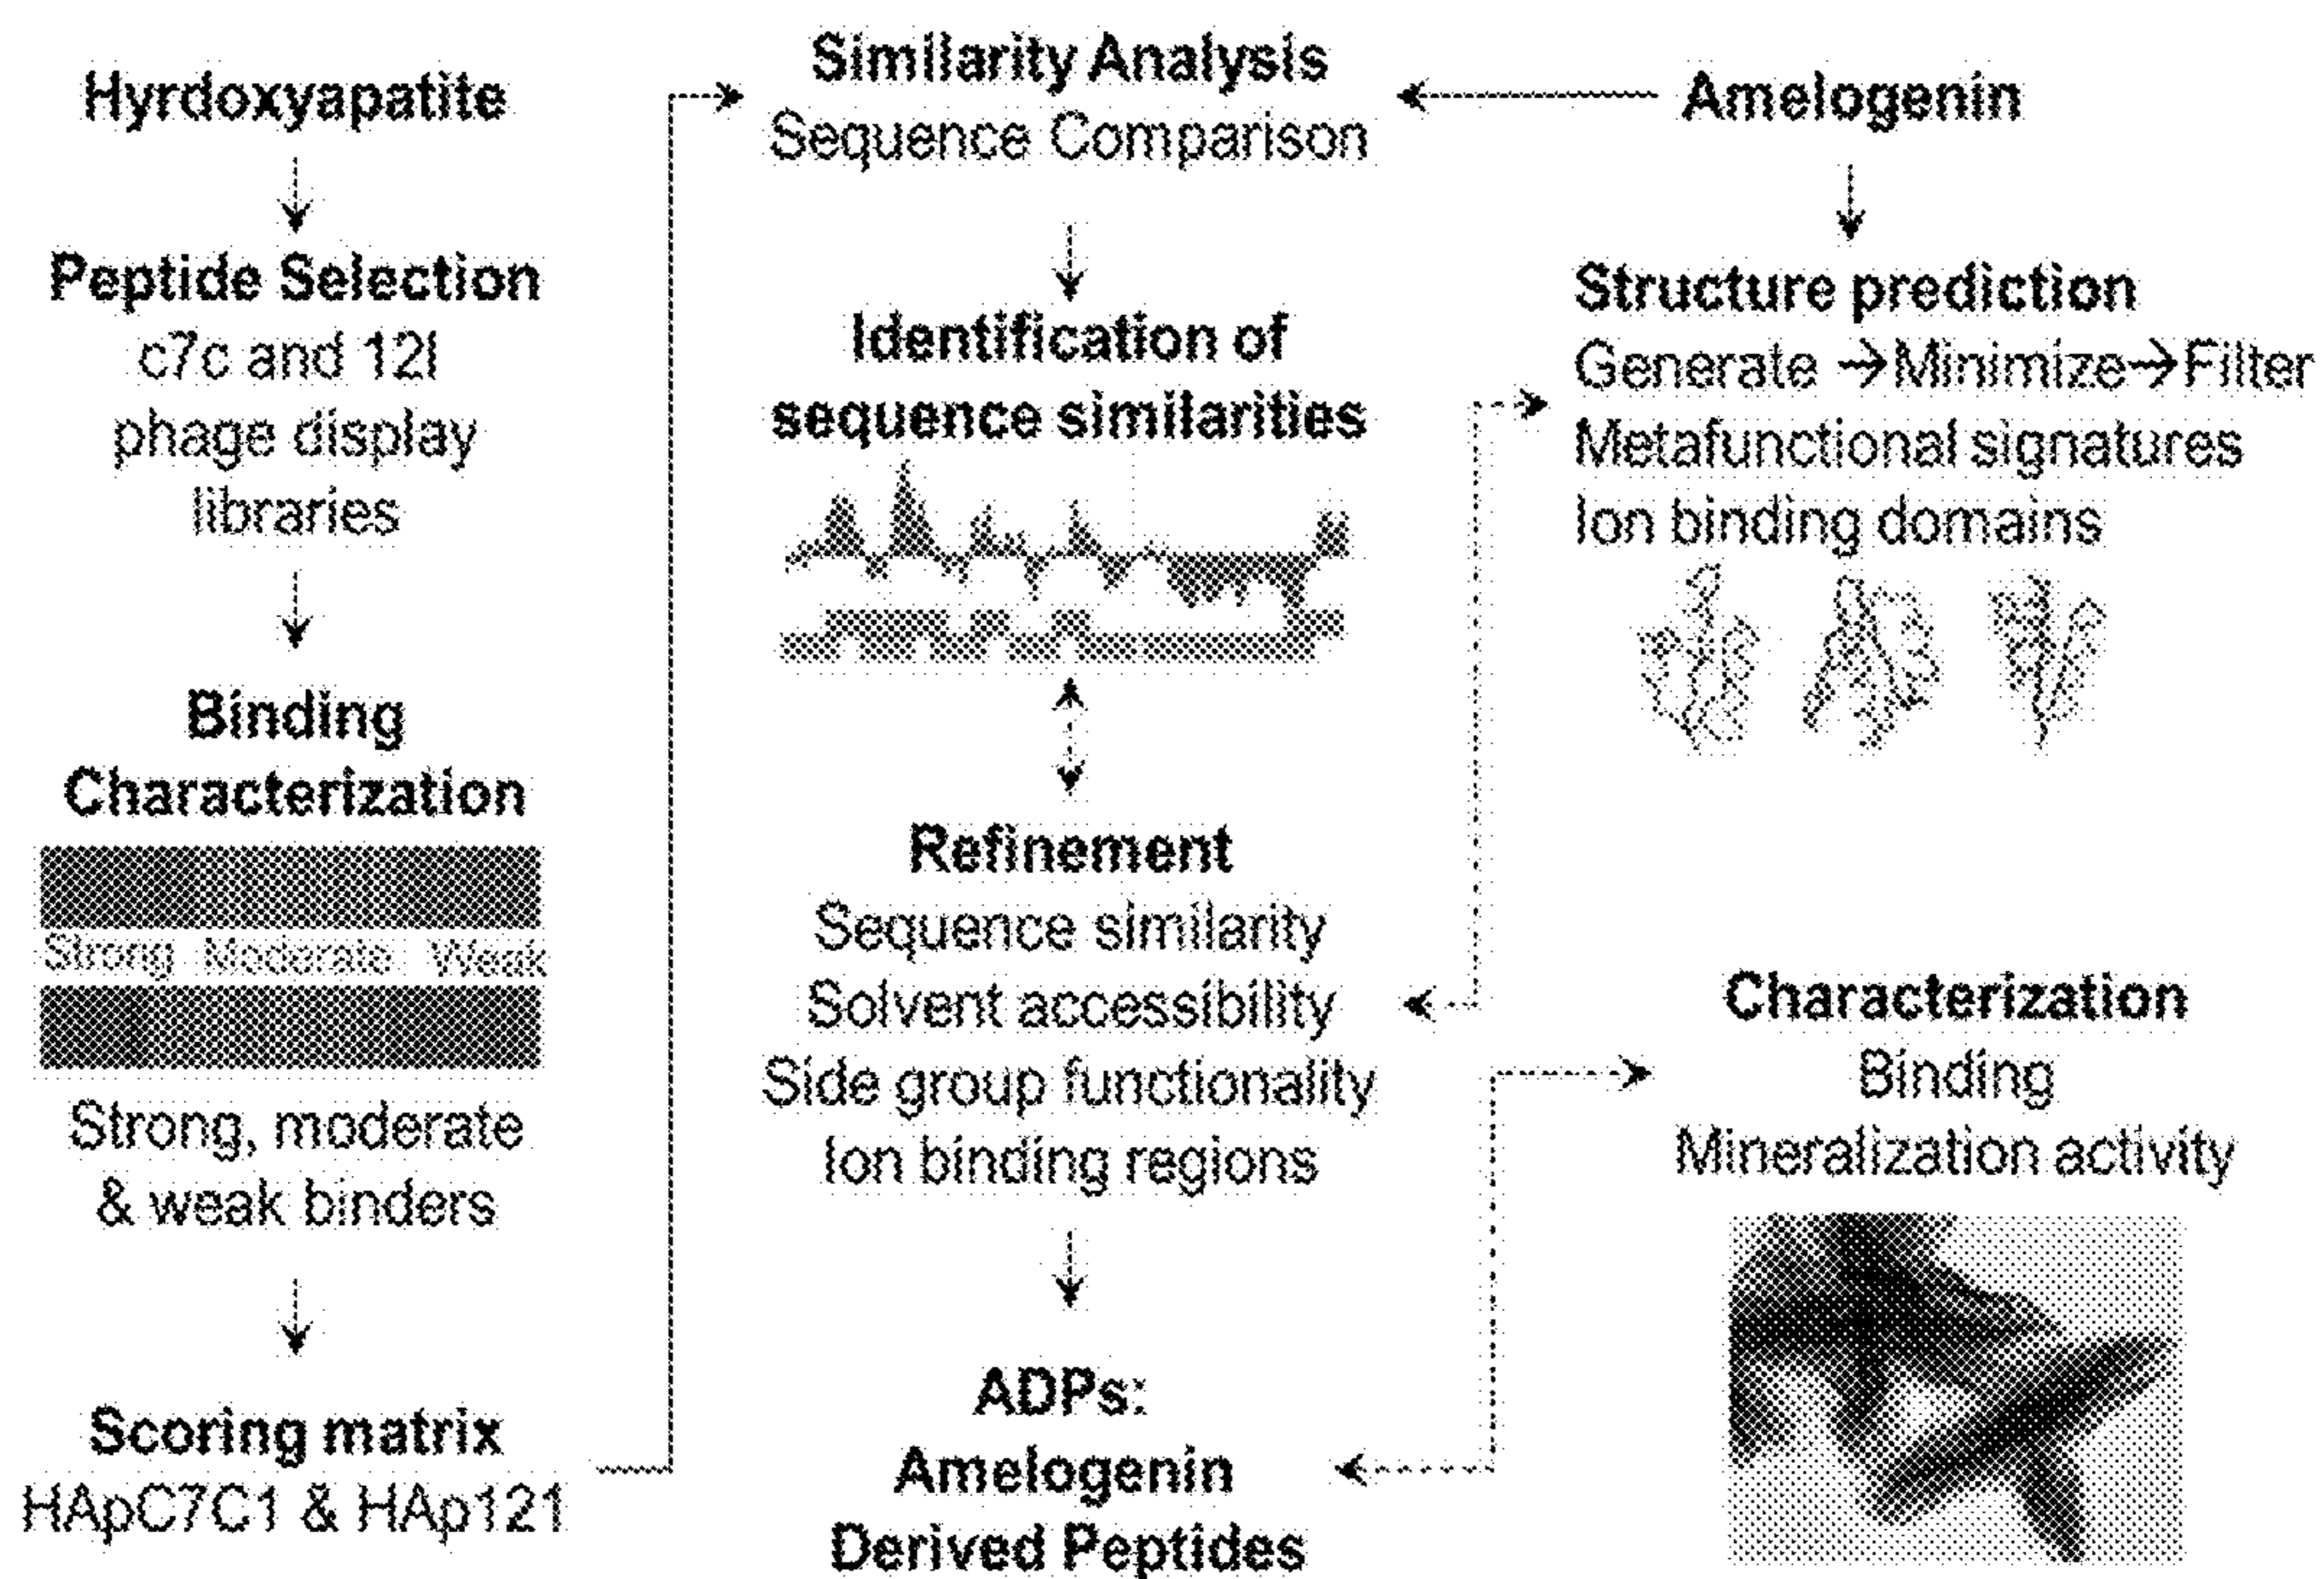 Hyrdoxyapatite
Peptide Selection
c7c and 12l
phage display
libraries
Binding
Characterization
Strong Moderate Weak
Strong, moderate
& weak binders
Scoring matrix
HApC7C1 & HAp121
Similarity Analysis
Sequence Comparison
Identification of
sequence similarities
Refinement
Sequence similarity
Solvent accessibility
Side group functionality
Ion binding regions
ADPs:
Amelogenin
Derived Peptides
Amelogenin
Structure prediction
Generate →Minimize→Filter
Metafunctional signatures
Ion binding domains
Characterization
Binding
Mineralization activity